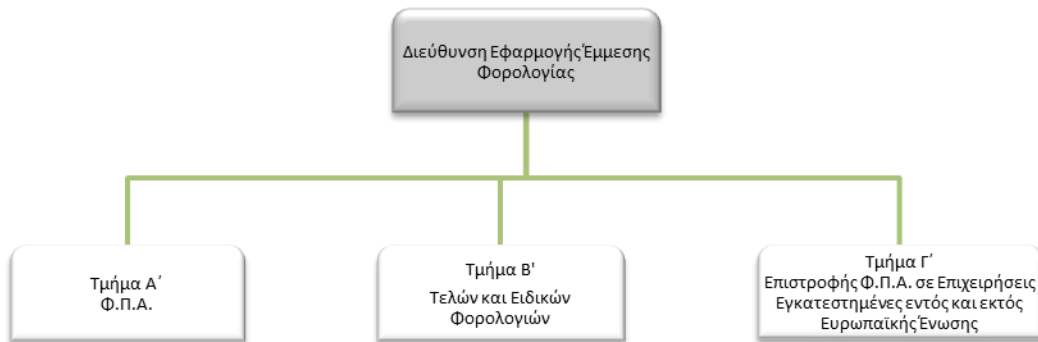 Διεύθυνση Εφαρμογής Έμμεσης
Φορολογίας
Τμήμα Α΄
Φ.Π.Α.
Τμήμα Β'
Τελών και Ειδικών
Φορολογιών
Τμήμα Γ΄
Επιστροφής Φ.Π.Α. σε Επιχειρήσεις
Εγκατεστημένες εντός και εκτός
Ευρωπαϊκής Ένωσης